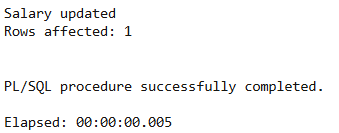 Salary updated
Rows affected: 1
PL/SQL procedure successfully completed.
Elapsed: 00:00:00.005